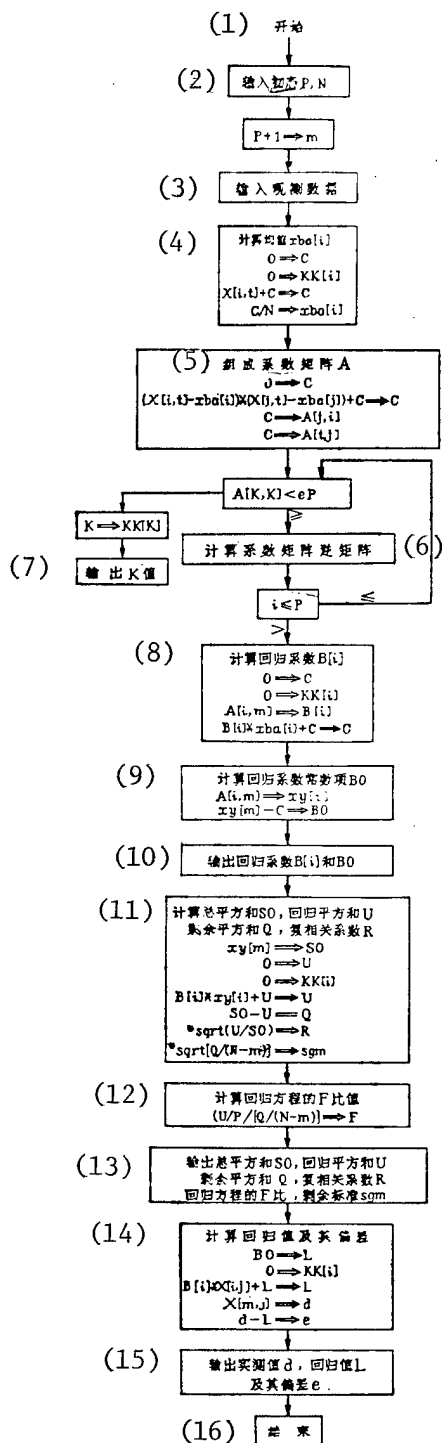 (1) 开始
(2) 输入初态P,N
P+1⟹m
(3) 输入观测数据
(4) 计算均值xba[i]
0⟹C
0⟹KK[i]
X[i,t]+C⟹C
C/N⟹xba[i]
(5) 组成系数矩阵A
0⟹C
(X[i,t]-xba[i])×(X[j,t]-xba[j])+C⟹C
C⟹A[j,i]
C⟹A[i,j]
A[K,K]<eP
≥
K⟹KK[K]
(6) 计算系数矩阵逆矩阵
(7) 输出K值
i≤P
≤
>
(8) 计算回归系数B[i]
0⟹C
0⟹KK[i]
A[i,m]⟹B[i]
B[i]×xba[i]+C⟹C
(9) 计算回归系数常数项B0
A[i,m]⟹xy[i]
xy[m]-C⟹B0
(10) 输出回归系数B[i]和B0
(11) 计算总平方和S0,回归平方和U
剩余平方和Q,复相关系数R
xy[m]⟹S0
0⟹U
0⟹KK[i]
B[i]×xy[i]+U⟹U
S0-U=Q
*sqrt(U/S0)⟹R
*sqrt[Q/(N-m)]⟹sgm
(12) 计算回归方程的F比值
(U/P/[Q/(N-m)]⟹F
(13) 输出总平方和S0,回归平方和U
剩余平方和Q,复相关系数R
回归方程的F比,剩余标准sgm
(14) 计算回归值及其偏差
B0⟹L
0⟹KK[i]
B[i]×X[i,j]+L⟹L
X[m,j]⟹d
d-L⟹e
(15) 输出实测值d,回归值L
及其偏差e.
(16) 结束